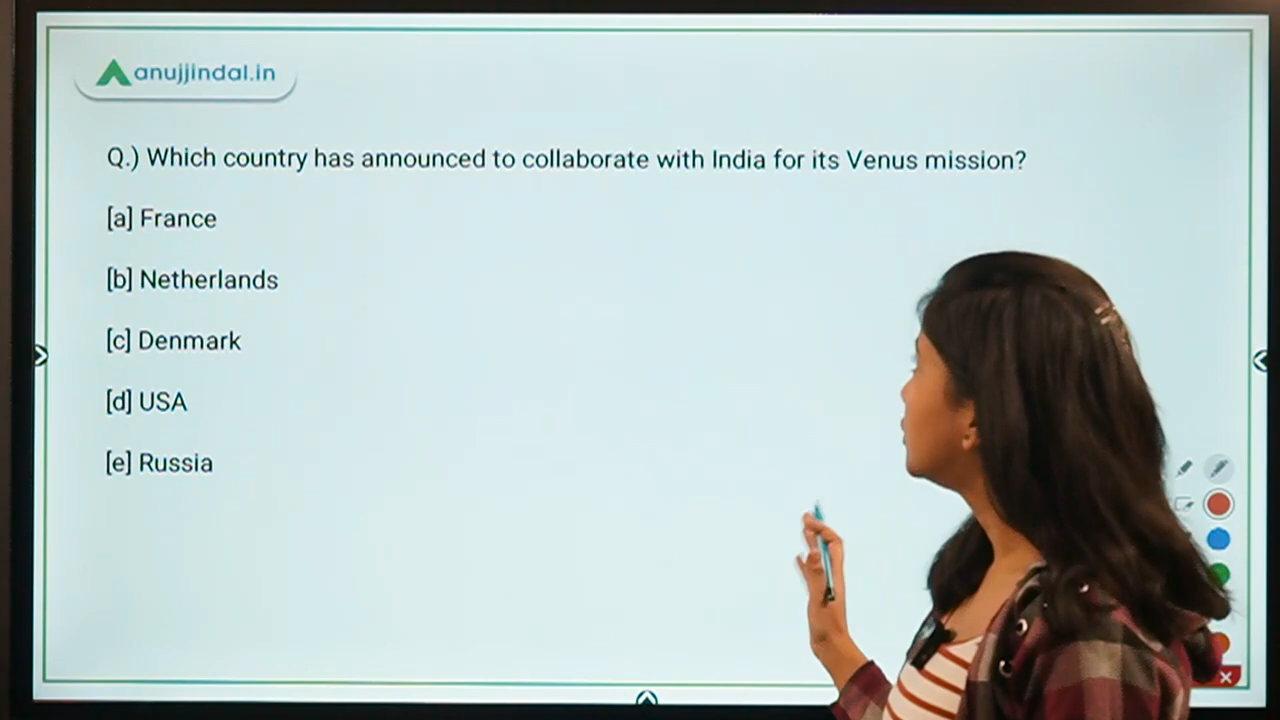 anujjindal.in
Q.) Which country has announced to collaborate with India for its Venus mission?
[a] France
[b] Netherlands
[c] Denmark
[d] USA
[e] Russia